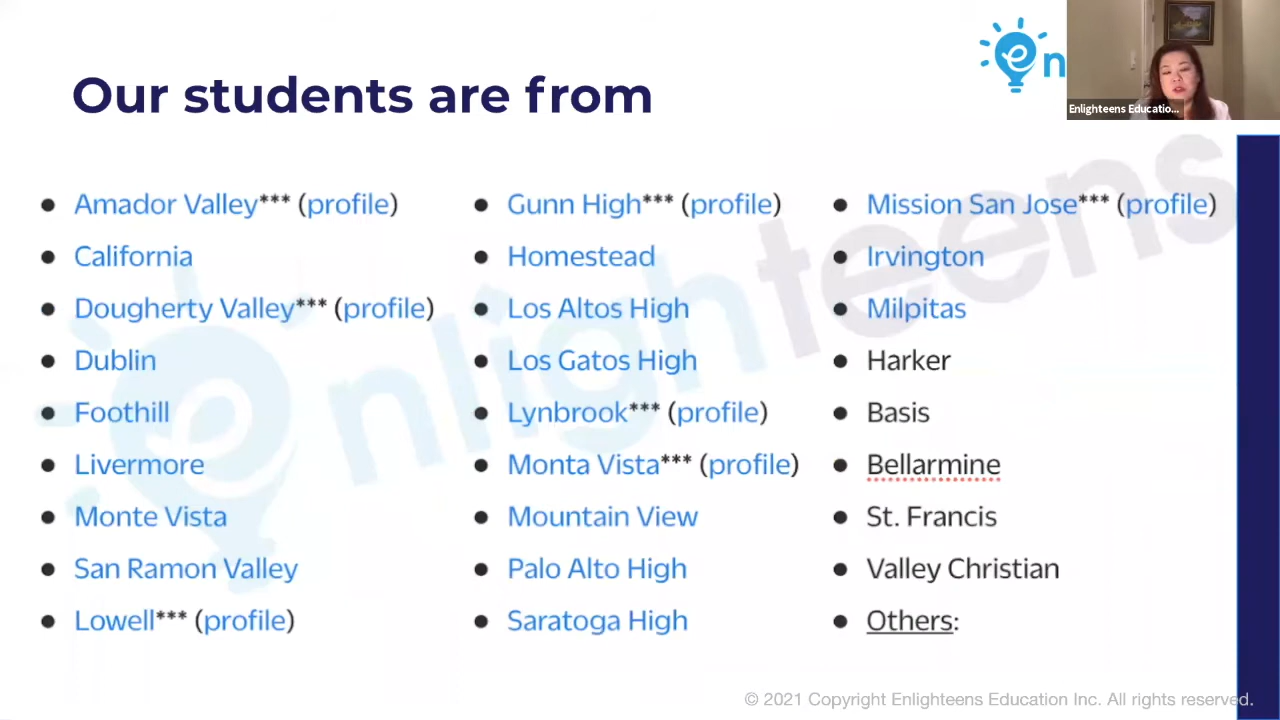 Our students are from
en
Enlighteens Educatio...
Amador Valley*** (profile)
California
Dougherty Valley*** (profile)
Dublin
Foothill
Livermore
Monte Vista
San Ramon Valley
Lowell*** (profile)
Gunn High*** (profile)
Homestead
Los Altos High
Los Gatos High
Lynbrook*** (profile)
Monta Vista*** (profile)
Mountain View
Palo Alto High
Saratoga High
Mission San Jose*** (profile)
Irvington
Milpitas
Harker
Basis
Bellarmine
St. Francis
Valley Christian
Others:
enlighteens
© 2021 Copyright Enlighteens Education Inc. All rights reserved.